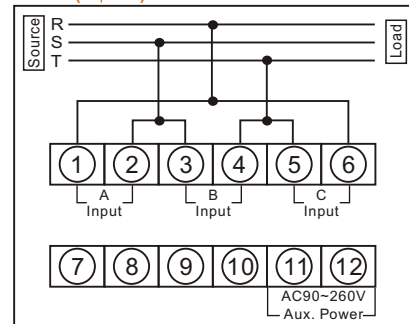 Source
R
S
T
Load
1 2 3 4 5 6
A B C
Input Input Input
7 8 9 10 11 12
AC90~260V
Aux. Power